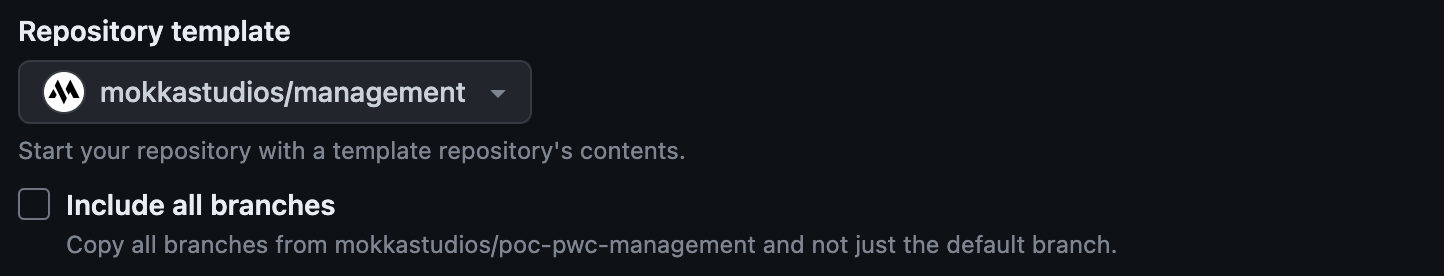 Repository template
mokkastudios/management
Start your repository with a template repository's contents.
Include all branches
Copy all branches from mokkastudios/poc-pwc-management and not just the default branch.